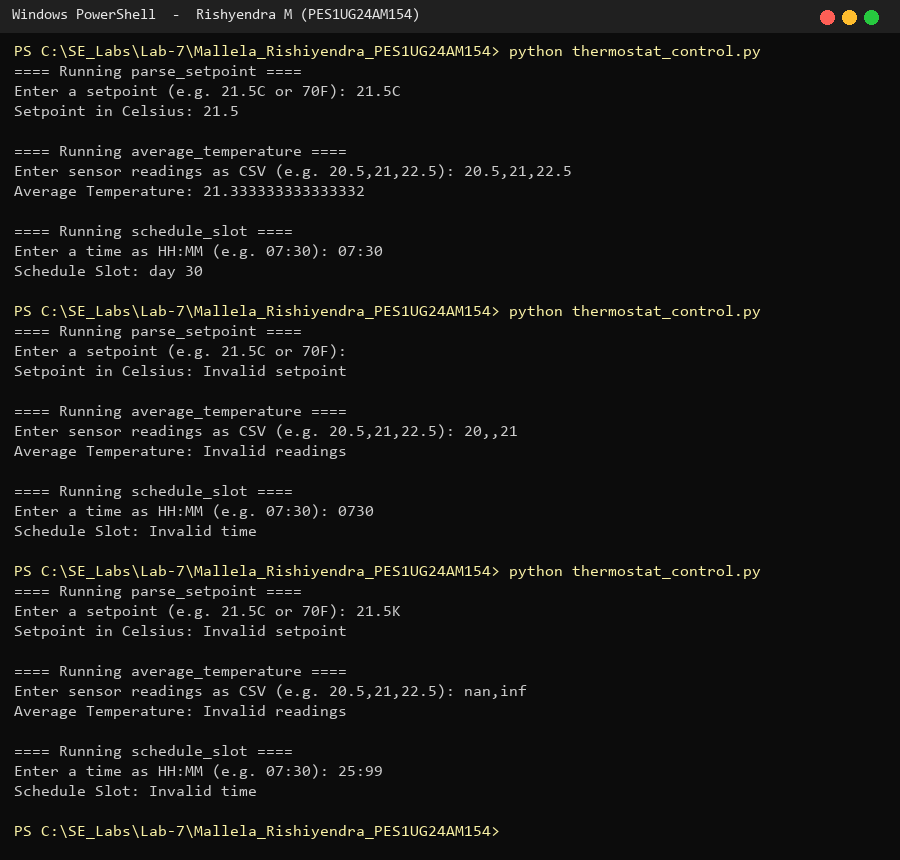 Windows PowerShell  -  Rishyendra M (PES1UG24AM154)
PS C:\SE_Labs\Lab-7\Mallela_Rishiyendra_PES1UG24AM154> python thermostat_control.py
==== Running parse_setpoint ====
Enter a setpoint (e.g. 21.5C or 70F): 21.5C
Setpoint in Celsius: 21.5
==== Running average_temperature ====
Enter sensor readings as CSV (e.g. 20.5,21,22.5): 20.5,21,22.5
Average Temperature: 21.333333333333332
==== Running schedule_slot ====
Enter a time as HH:MM (e.g. 07:30): 07:30
Schedule Slot: day 30
PS C:\SE_Labs\Lab-7\Mallela_Rishiyendra_PES1UG24AM154> python thermostat_control.py
==== Running parse_setpoint ====
Enter a setpoint (e.g. 21.5C or 70F):
Setpoint in Celsius: Invalid setpoint
==== Running average_temperature ====
Enter sensor readings as CSV (e.g. 20.5,21,22.5): 20,,21
Average Temperature: Invalid readings
==== Running schedule_slot ====
Enter a time as HH:MM (e.g. 07:30): 0730
Schedule Slot: Invalid time
PS C:\SE_Labs\Lab-7\Mallela_Rishiyendra_PES1UG24AM154> python thermostat_control.py
==== Running parse_setpoint ====
Enter a setpoint (e.g. 21.5C or 70F): 21.5K
Setpoint in Celsius: Invalid setpoint
==== Running average_temperature ====
Enter sensor readings as CSV (e.g. 20.5,21,22.5): nan,inf
Average Temperature: Invalid readings
==== Running schedule_slot ====
Enter a time as HH:MM (e.g. 07:30): 25:99
Schedule Slot: Invalid time
PS C:\SE_Labs\Lab-7\Mallela_Rishiyendra_PES1UG24AM154>